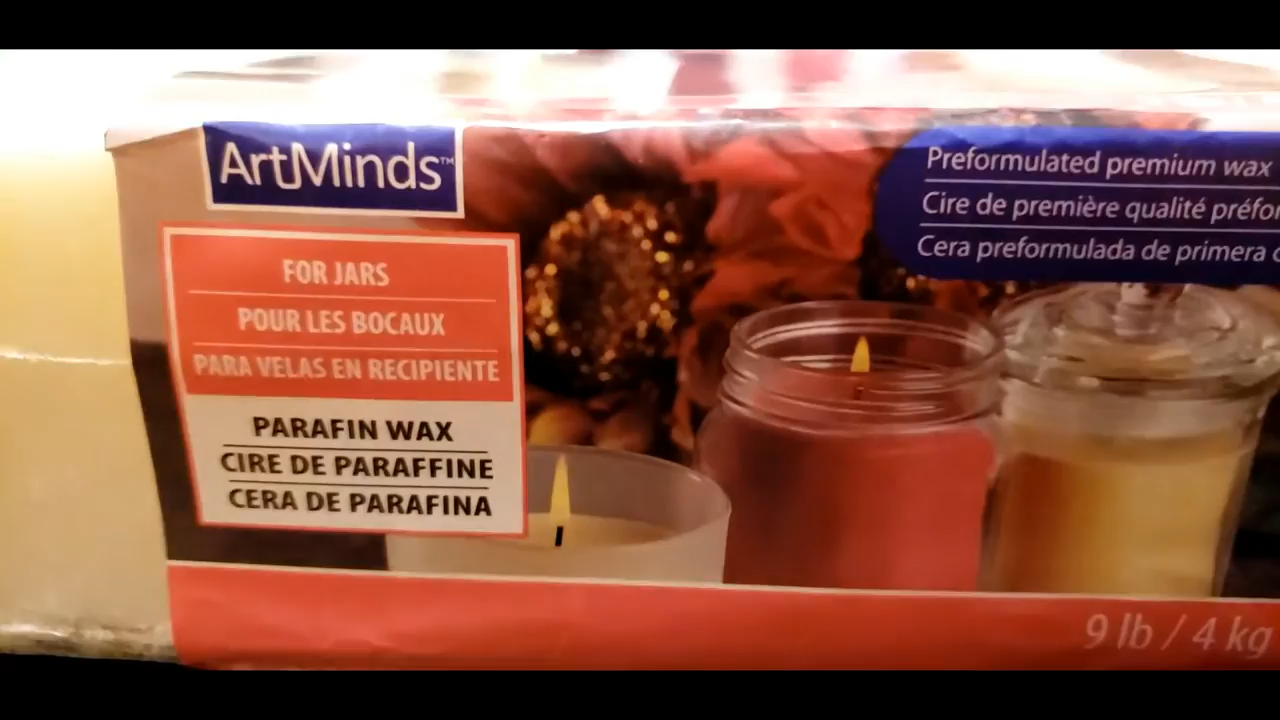 ArtMinds™
FOR JARS
POUR LES BOCAUX
PARA VELAS EN RECIPIENTE
PARAFIN WAX
CIRE DE PARAFFINE
CERA DE PARAFINA
Preformulated premium wax
Cire de première qualité
Cera preformulada de primera
9 lb / 4 kg